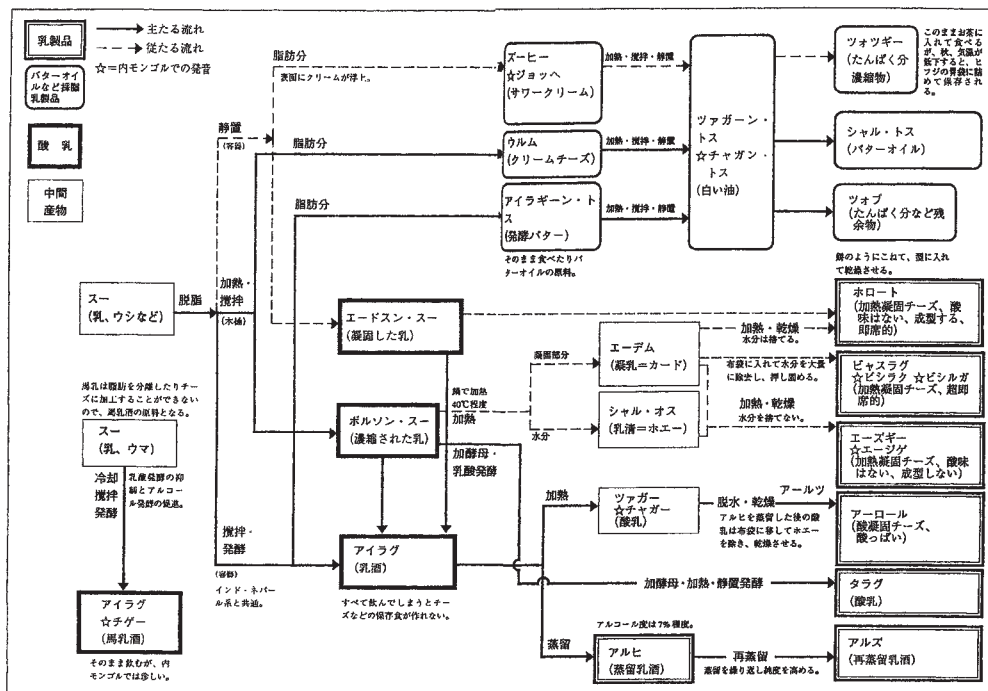 乳製品
主たる流れ
従たる流れ
☆=内モンゴルでの発音
バターオイ
ルなど採脂
乳製品
酸 乳
中間
産物
脂肪分
表面にクリームが浮上。
静置
(容器)
脂肪分
脂肪分
ズーヒー
☆ジョッヘ
(サワークリーム)
加熱・撹拌・静置
ウルム
(クリームチーズ)
加熱・撹拌・静置
アイラギーン・ト
ス
(発酵バター)
加熱・撹拌・静置
そのまま食べたりバ
ターオイルの原料。
ツァガーン・
トス
☆チャガン・
トス
(白い油)
ツォツギー
(たんぱく分
濃縮物)
このままお茶に
入れて食べる
が、秋、気温が
低下すると、ヒ
ツジの胃袋に詰
めて保存され
る。
シャル・トス
(バターオイル)
ツォブ
(たんぱく分など残
余物)
餅のようにこねて、型に入れ
て乾燥させる。
スー
(乳、ウシなど)
脱脂
加熱・
撹拌
(木桶)
エードスン・スー
(凝固した乳)
ホロート
(加熱凝固チーズ、酸
味はない、成型する、
即席的)
加熱・乾燥
水分は捨てる。
エーデム
(凝乳=カード)
凝固部分
布袋に入れて水分を大量
に除去し、押し固める。
ビャスラグ
☆ビシラク ☆ビシルガ
(加熱凝固チーズ、超即
席的)
シャル・オス
(乳清=ホエー)
水分
加熱・乾燥
水分を捨てない。
エーズギー
☆エージゲ
(加熱凝固チーズ、酸味
はない、成型しない)
馬乳は脂肪を分離したりチー
ズに加工することができない
ので、馬乳酒の原料となる。
スー
(乳、ウマ)
冷却
撹拌
発酵
乳酸発酵の抑
制とアルコール
発酵の促進。
鍋で加熱
40℃程度
加熱
ボルソン・スー
(濃縮された乳)
加酵母・
乳酸発酵
加熱
ツァガー
☆チャガー
(酸乳)
脱水・乾燥
アールツ
アルヒを蒸留した後の酸
乳は布袋に移してホエー
を除き、乾燥させる。
アーロール
(酸凝固チーズ、
酸っぱい)
撹拌・
発酵
(容器)
インド・ネパー
ル系と共通。
アイラグ
(乳酒)
すべて飲んでしまうとチー
ズなどの保存食が作れない。
加酵母・加熱・静置発酵
タラグ
(酸乳)
アイラグ
☆チゲー
(馬乳酒)
そのまま飲むが、内
モンゴルでは珍しい。
アルコール度は7%程度。
蒸留
アルヒ
(蒸留乳酒)
再蒸留
蒸留を繰り返し純度を高める。
アルズ
(再蒸留乳酒)